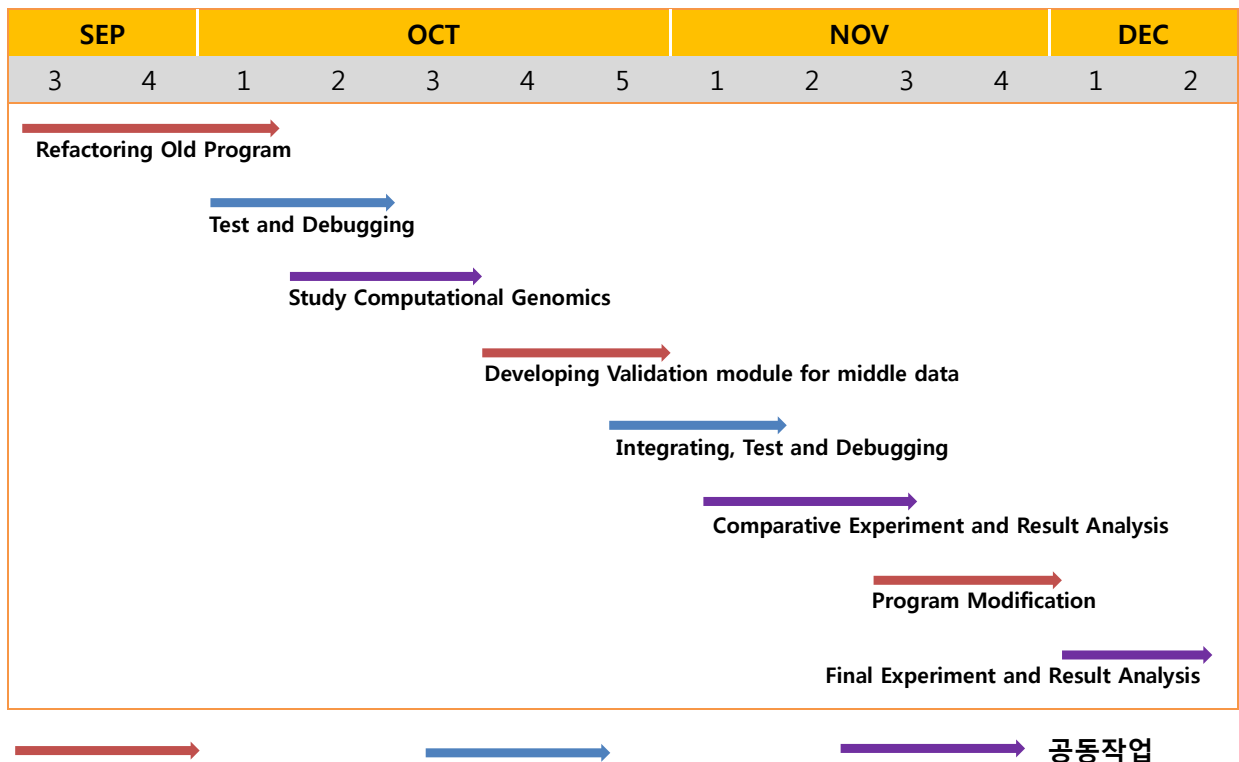 SEP OCT NOV DEC
3 4 1 2 3 4 5 1 2 3 4 1 2
Refactoring Old Program
Test and Debugging
Study Computational Genomics
Developing Validation module for middle data
Integrating, Test and Debugging
Comparative Experiment and Result Analysis
Program Modification
Final Experiment and Result Analysis
공동작업